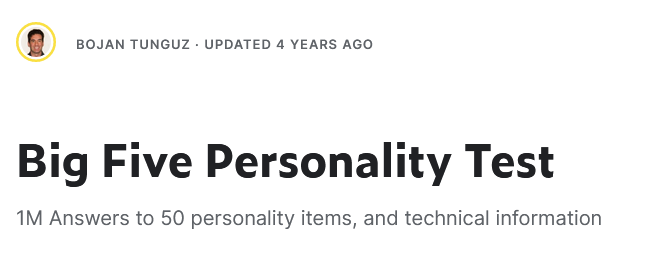 BOJAN TUNGUZ · UPDATED 4 YEARS AGO
Big Five Personality Test
1M Answers to 50 personality items, and technical information